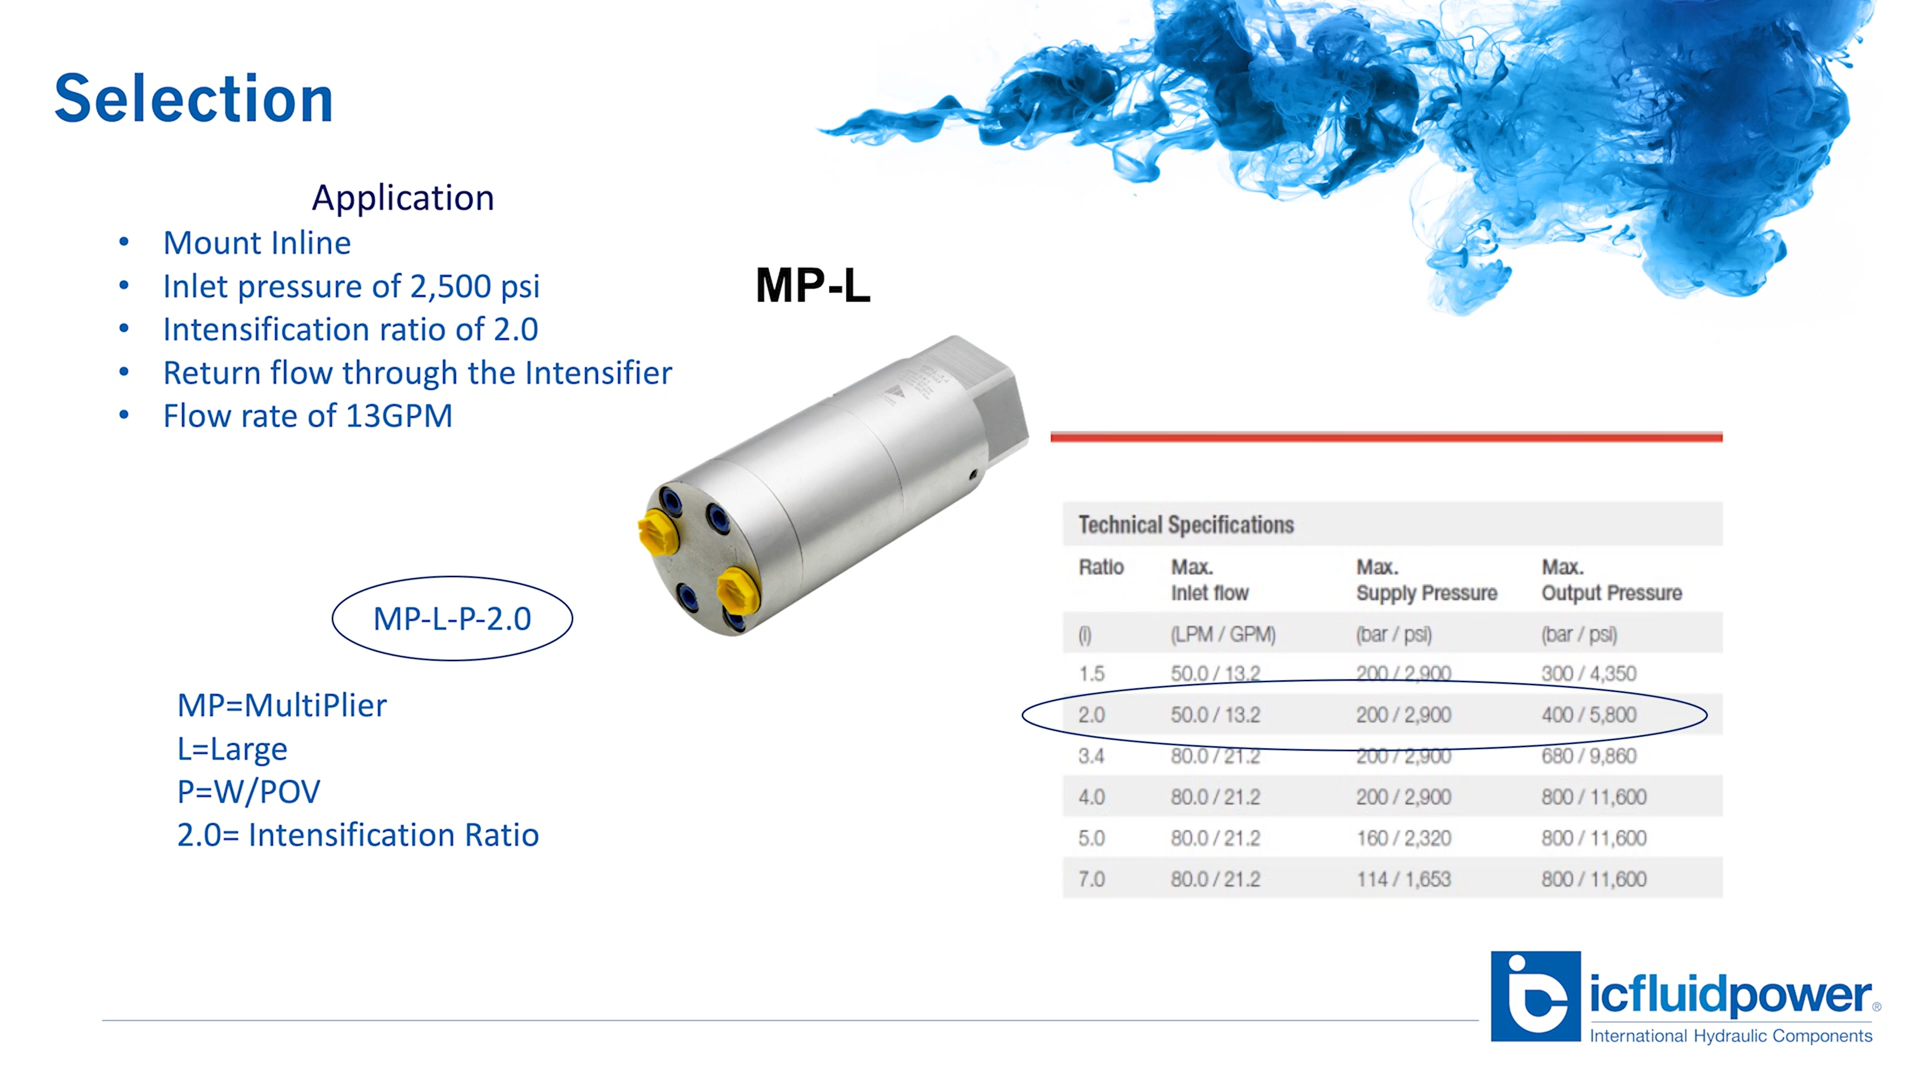 Selection
Application
• Mount Inline
• Inlet pressure of 2,500 psi
• Intensification ratio of 2.0
• Return flow through the Intensifier
• Flow rate of 13GPM
MP-L
MP-L-P-2.0
MP=MultiPlier
L=Large
P=W/POV
2.0= Intensification Ratio
Technical Specifications
Ratio Max. Max. Max.
Inlet flow Supply Pressure Output Pressure
(i) (LPM / GPM) (bar / psi) (bar / psi)
1.5 50.0 / 13.2 200 / 2,900 300 / 4,350
2.0 50.0 / 13.2 200 / 2,900 400 / 5,800
3.4 80.0 / 21.2 200 / 2,900 680 / 9,860
4.0 80.0 / 21.2 200 / 2,900 800 / 11,600
5.0 80.0 / 21.2 160 / 2,320 800 / 11,600
7.0 80.0 / 21.2 114 / 1,653 800 / 11,600
icfluidpower®
International Hydraulic Components